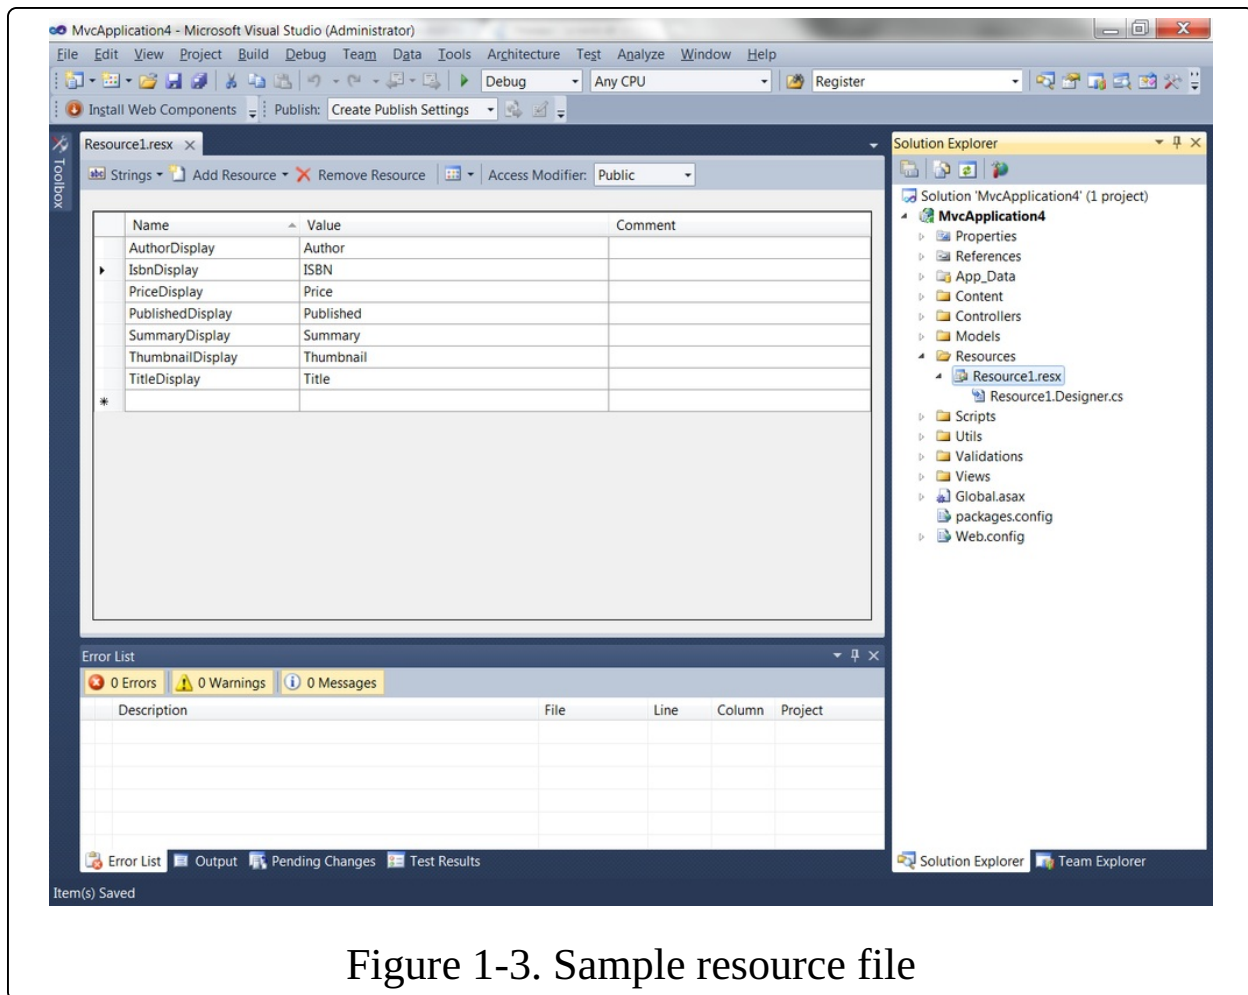 MvcApplication4 - Microsoft Visual Studio (Administrator)
File Edit View Project Build Debug Team Data Tools Architecture Test Analyze Window Help
Debug Any CPU Register
Install Web Components Publish: Create Publish Settings
Toolbox
Resource1.resx
Strings Add Resource Remove Resource Access Modifier: Public
Name Value Comment
AuthorDisplay Author
IsbnDisplay ISBN
PriceDisplay Price
PublishedDisplay Published
SummaryDisplay Summary
ThumbnailDisplay Thumbnail
TitleDisplay Title
Error List
0 Errors 0 Warnings 0 Messages
Description File Line Column Project
Error List Output Pending Changes Test Results
Item(s) Saved
Solution Explorer
Solution 'MvcApplication4' (1 project)
MvcApplication4
Properties
References
App_Data
Content
Controllers
Models
Resources
Resource1.resx
Resource1.Designer.cs
Scripts
Utils
Validations
Views
Global.asax
packages.config
Web.config
Solution Explorer Team Explorer
Figure 1-3. Sample resource file